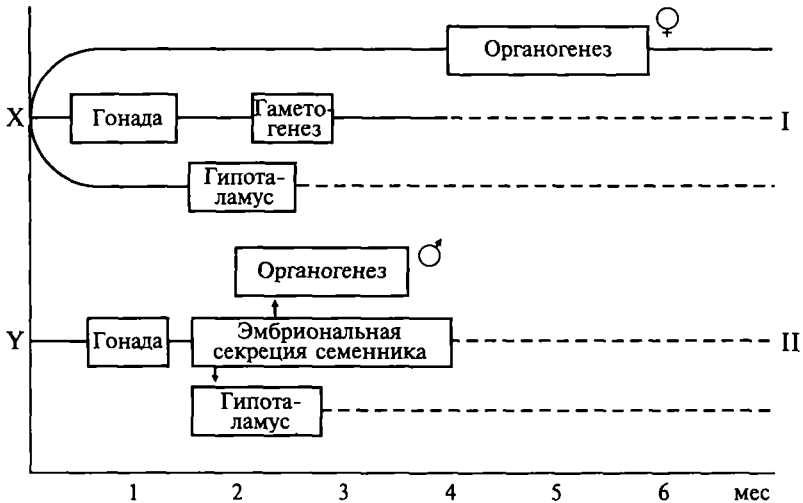 ♀
Органогенез
X
Гонада
Гамето-
генез
I
Гипота-
ламус
♂
Органогенез
Y
Гонада
Эмбриональная
секреция семенника
II
Гипота-
ламус
1 2 3 4 5 6 мес